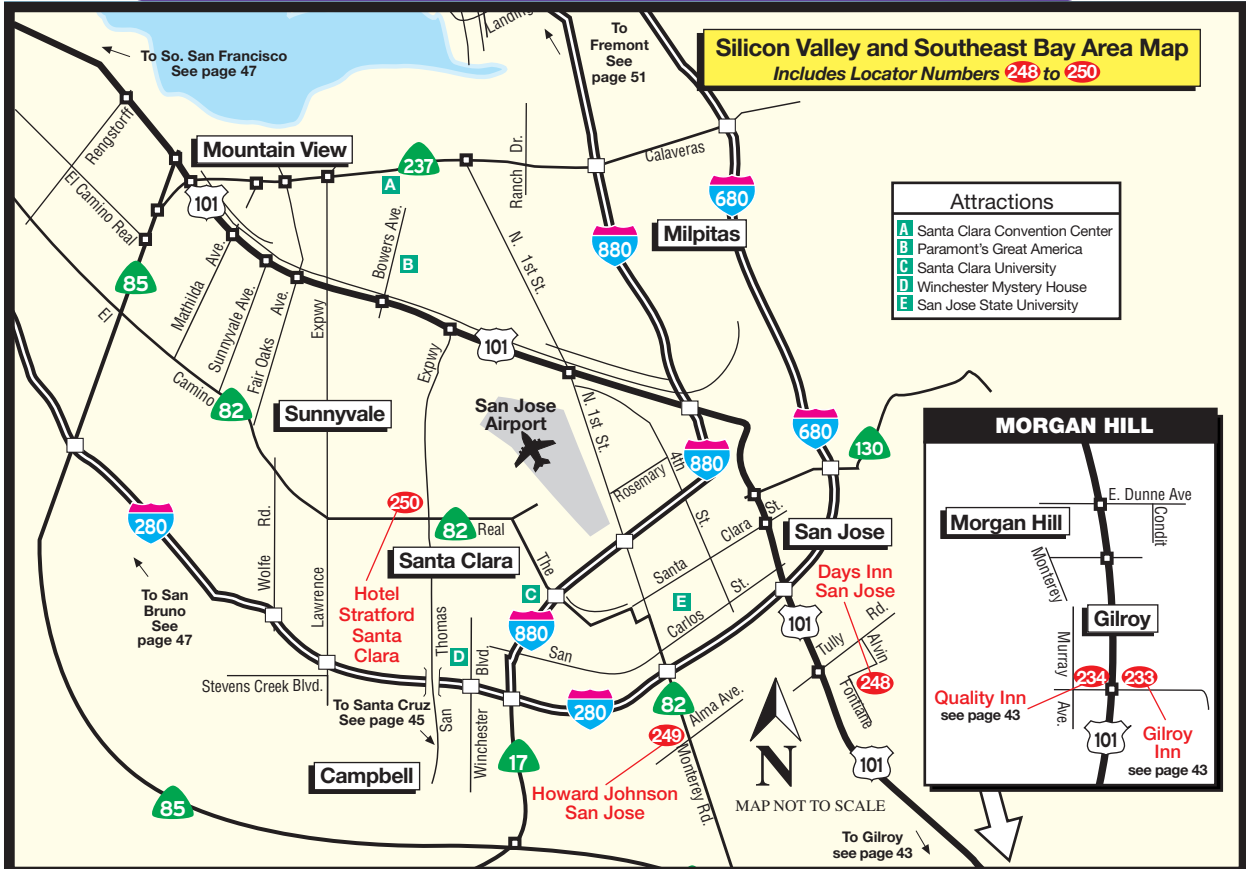 Silicon Valley and Southeast Bay Area Map
Includes Locator Numbers 248 to 250
To So. San Francisco
See page 47
Landing
To
Fremont
See
page 51
Rengstorff
Mountain View
237
Ranch Dr.
Calaveras
El Camino Real
101
A
680
Attractions
A Santa Clara Convention Center
B Paramont's Great America
C Santa Clara University
D Winchester Mystery House
E San Jose State University
880
Milpitas
Bowers Ave.
B
N. 1st St.
85
Mathilda Ave.
Sunnyvale Ave.
Fair Oaks Ave.
Expwy
El
Camino
Expwy
101
82
Sunnyvale
San Jose
Airport
N. 1st St.
680
130
880
Rosemary
4th
St.
MORGAN HILL
E. Dunne Ave
Condit
Morgan Hill
Monterey
Gilroy
Murray
Ave.
234
233
Quality Inn
see page 43
101
Gilroy
Inn
see page 43
280
Wolfe Rd.
Lawrence
250
82
Real
The
Santa Clara St.
San Jose
Santa Clara
To San
Bruno
See
page 47
Hotel
Stratford
Santa
Clara
C
E
Days Inn
San Jose
880
San Carlos St.
101
Tully Rd.
Alvin
248
Fontiane
Thomas
San
D
Winchester Blvd.
Stevens Creek Blvd.
280
82
Alma Ave.
To Santa Cruz
See page 45
249
Monterey Rd.
N
MAP NOT TO SCALE
17
Campbell
Howard Johnson
San Jose
101
85
To Gilroy
see page 43